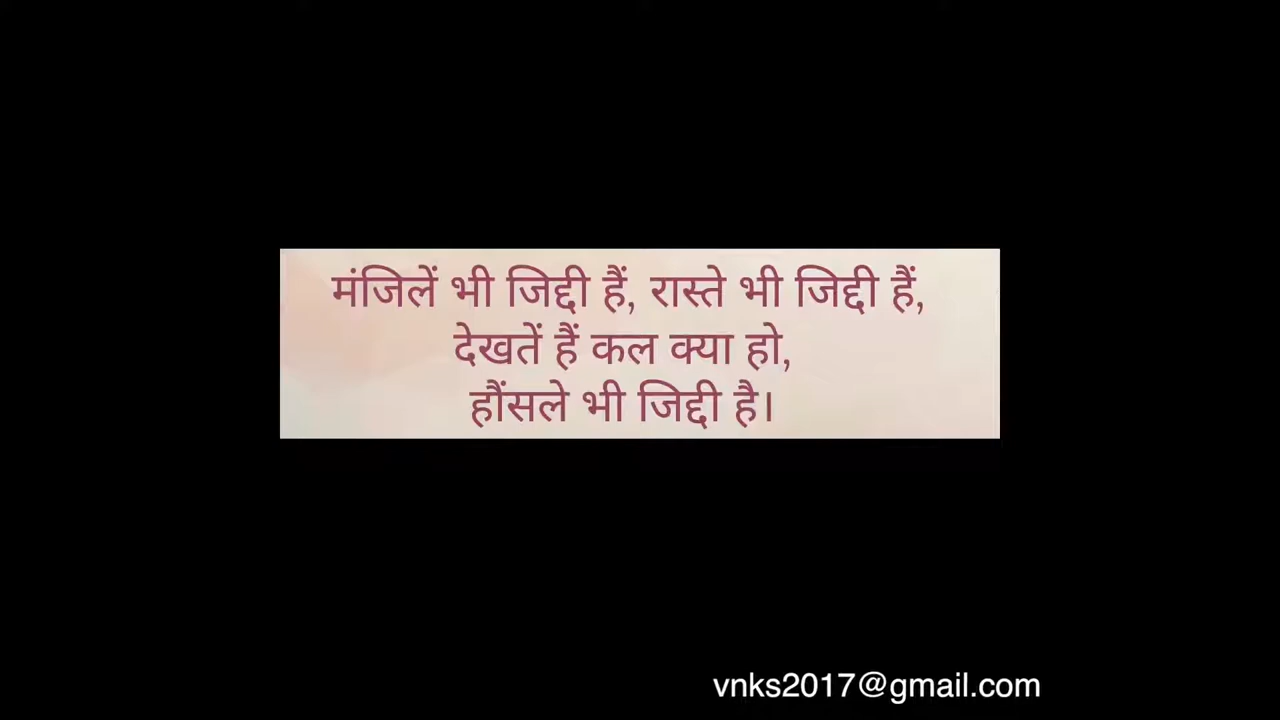 मंजिलें भी जिद्दी हैं, रास्ते भी जिद्दी हैं,
देखतें हैं कल क्या हो,
हौंसले भी जिद्दी है।
vnks2017@gmail.com